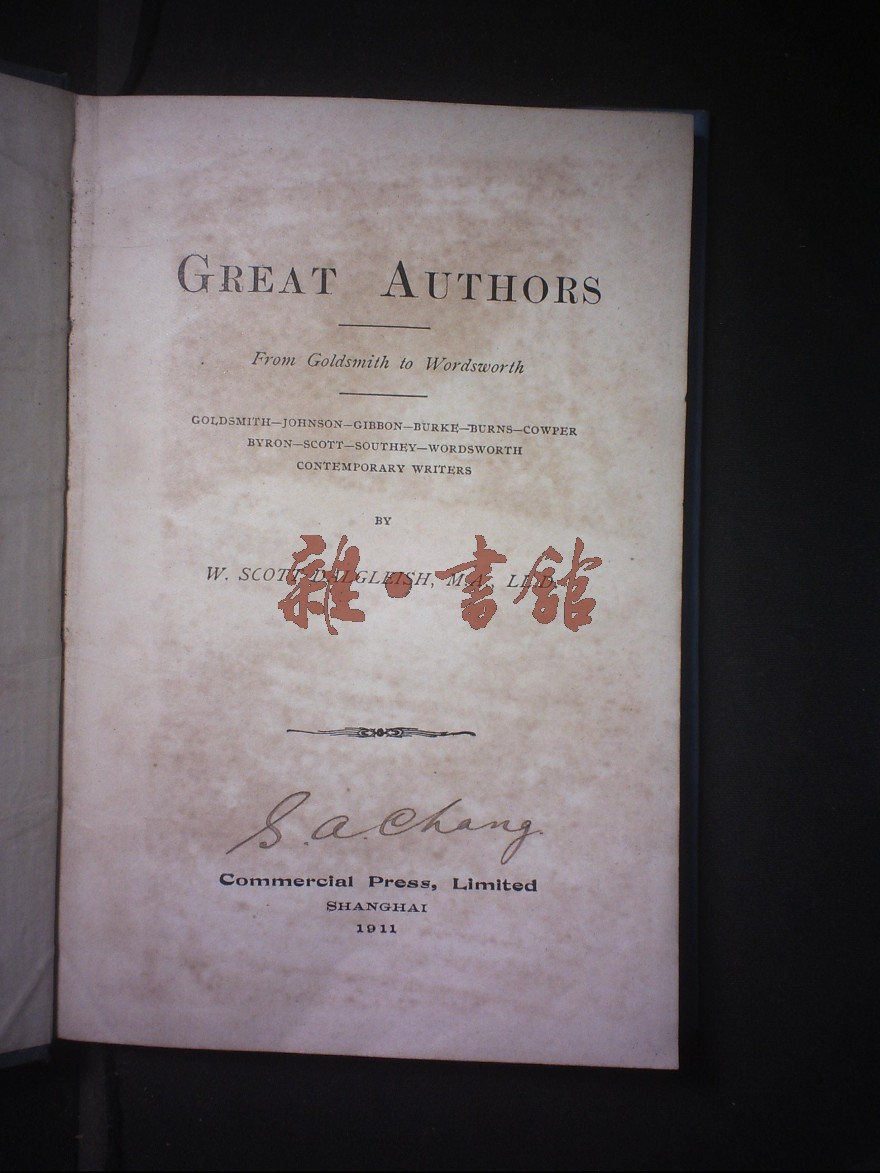 GREAT AUTHORS
From Goldsmith to Wordsworth
GOLDSMITH—JOHNSON—GIBBON—BURKE—BURNS—COWPER
BYRON—SCOTT—SOUTHEY—WORDSWORTH
CONTEMPORARY WRITERS
BY
W. SCOTT DALGLEISH, M.A., LL.D.
雜·書館
S. A. Chang.
Commercial Press, Limited
SHANGHAI
1911